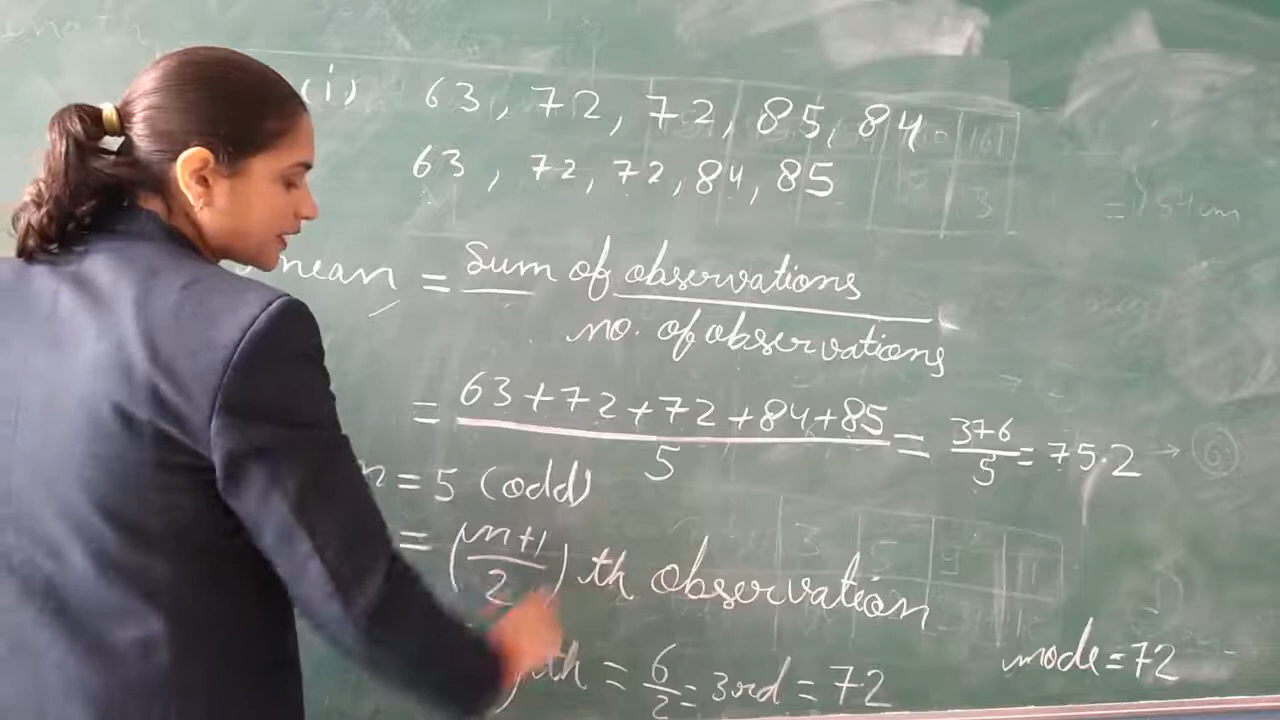 (i) 63, 72, 72, 85, 84
63, 72, 72, 84, 85
mean = Sum of observations / no. of observations
= 63+72+72+84+85 / 5 = 376/5 = 75.2
n = 5 (odd)
= (n+1/2) th observation
)th = 6/2 = 3rd = 72
mode = 72
= 154 cm